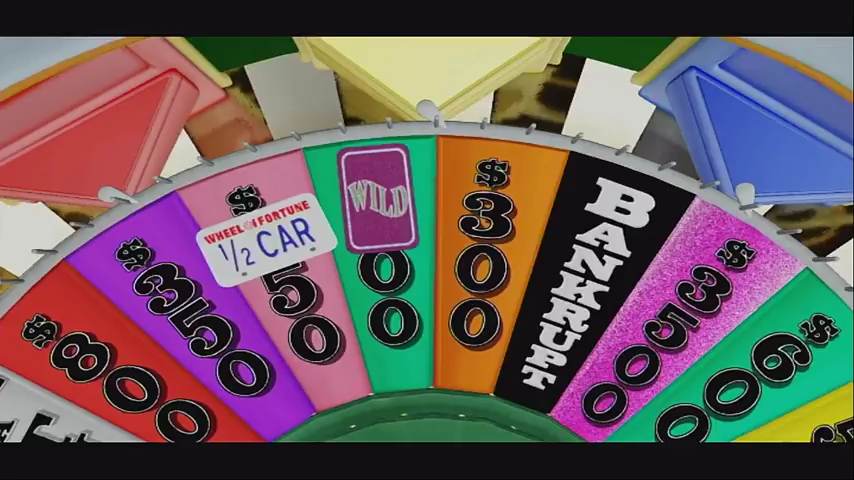 $800
$350
WHEEL OF FORTUNE
1/2 CAR
$
50
WILD
00
$300
BANKRUPT
$3500
$600
$